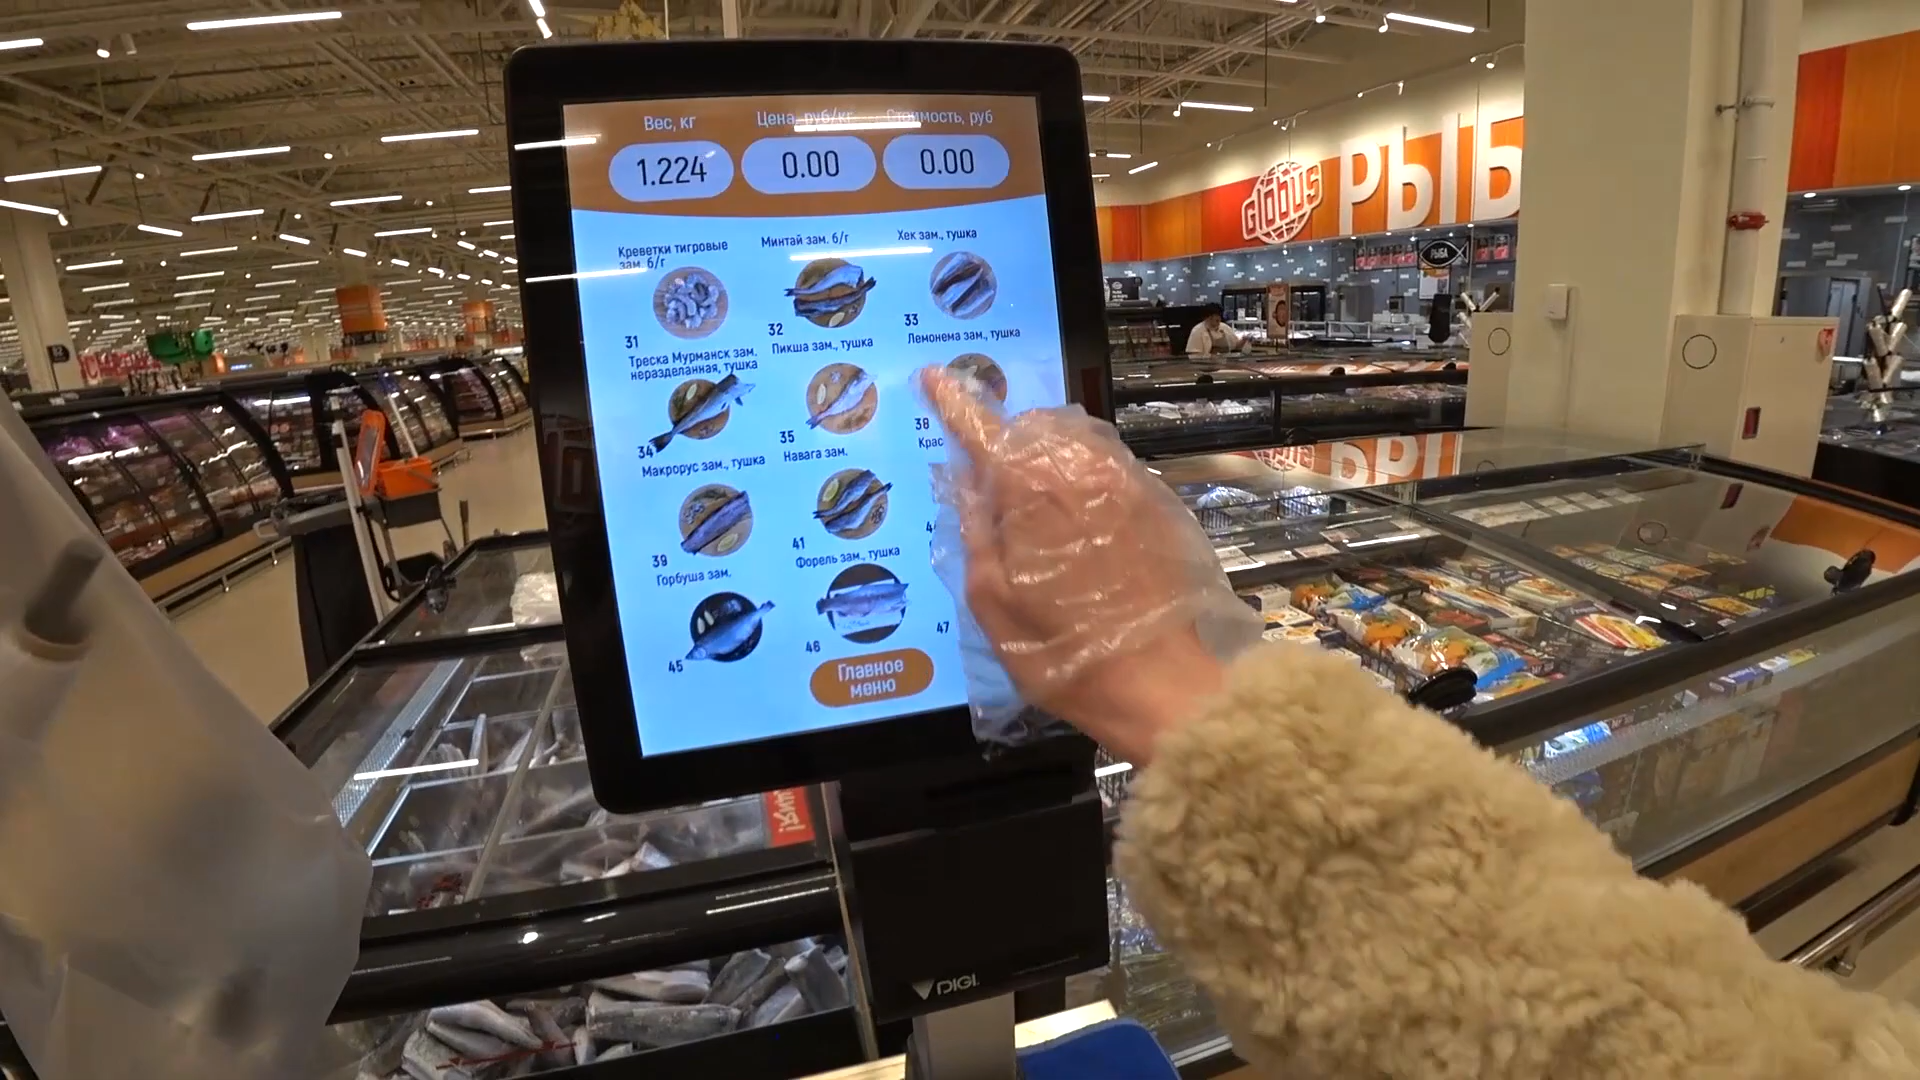 Вес, кг
Цена, руб/кг
Стоимость, руб
1.224
0.00
0.00
Креветки тигровые
зам. б/г
Минтай зам. б/г
Хек зам., тушка
31
32
33
Треска Мурманск зам.
неразделанная, тушка
Пикша зам., тушка
Лемонема зам., тушка
34
35
38
Макрорус зам., тушка
Навага зам.
Крас
39
41
4
Горбуша зам.
Форель зам., тушка
45
46
47
Главное
меню
DIGI
Globus
РЫБ
РЫБА